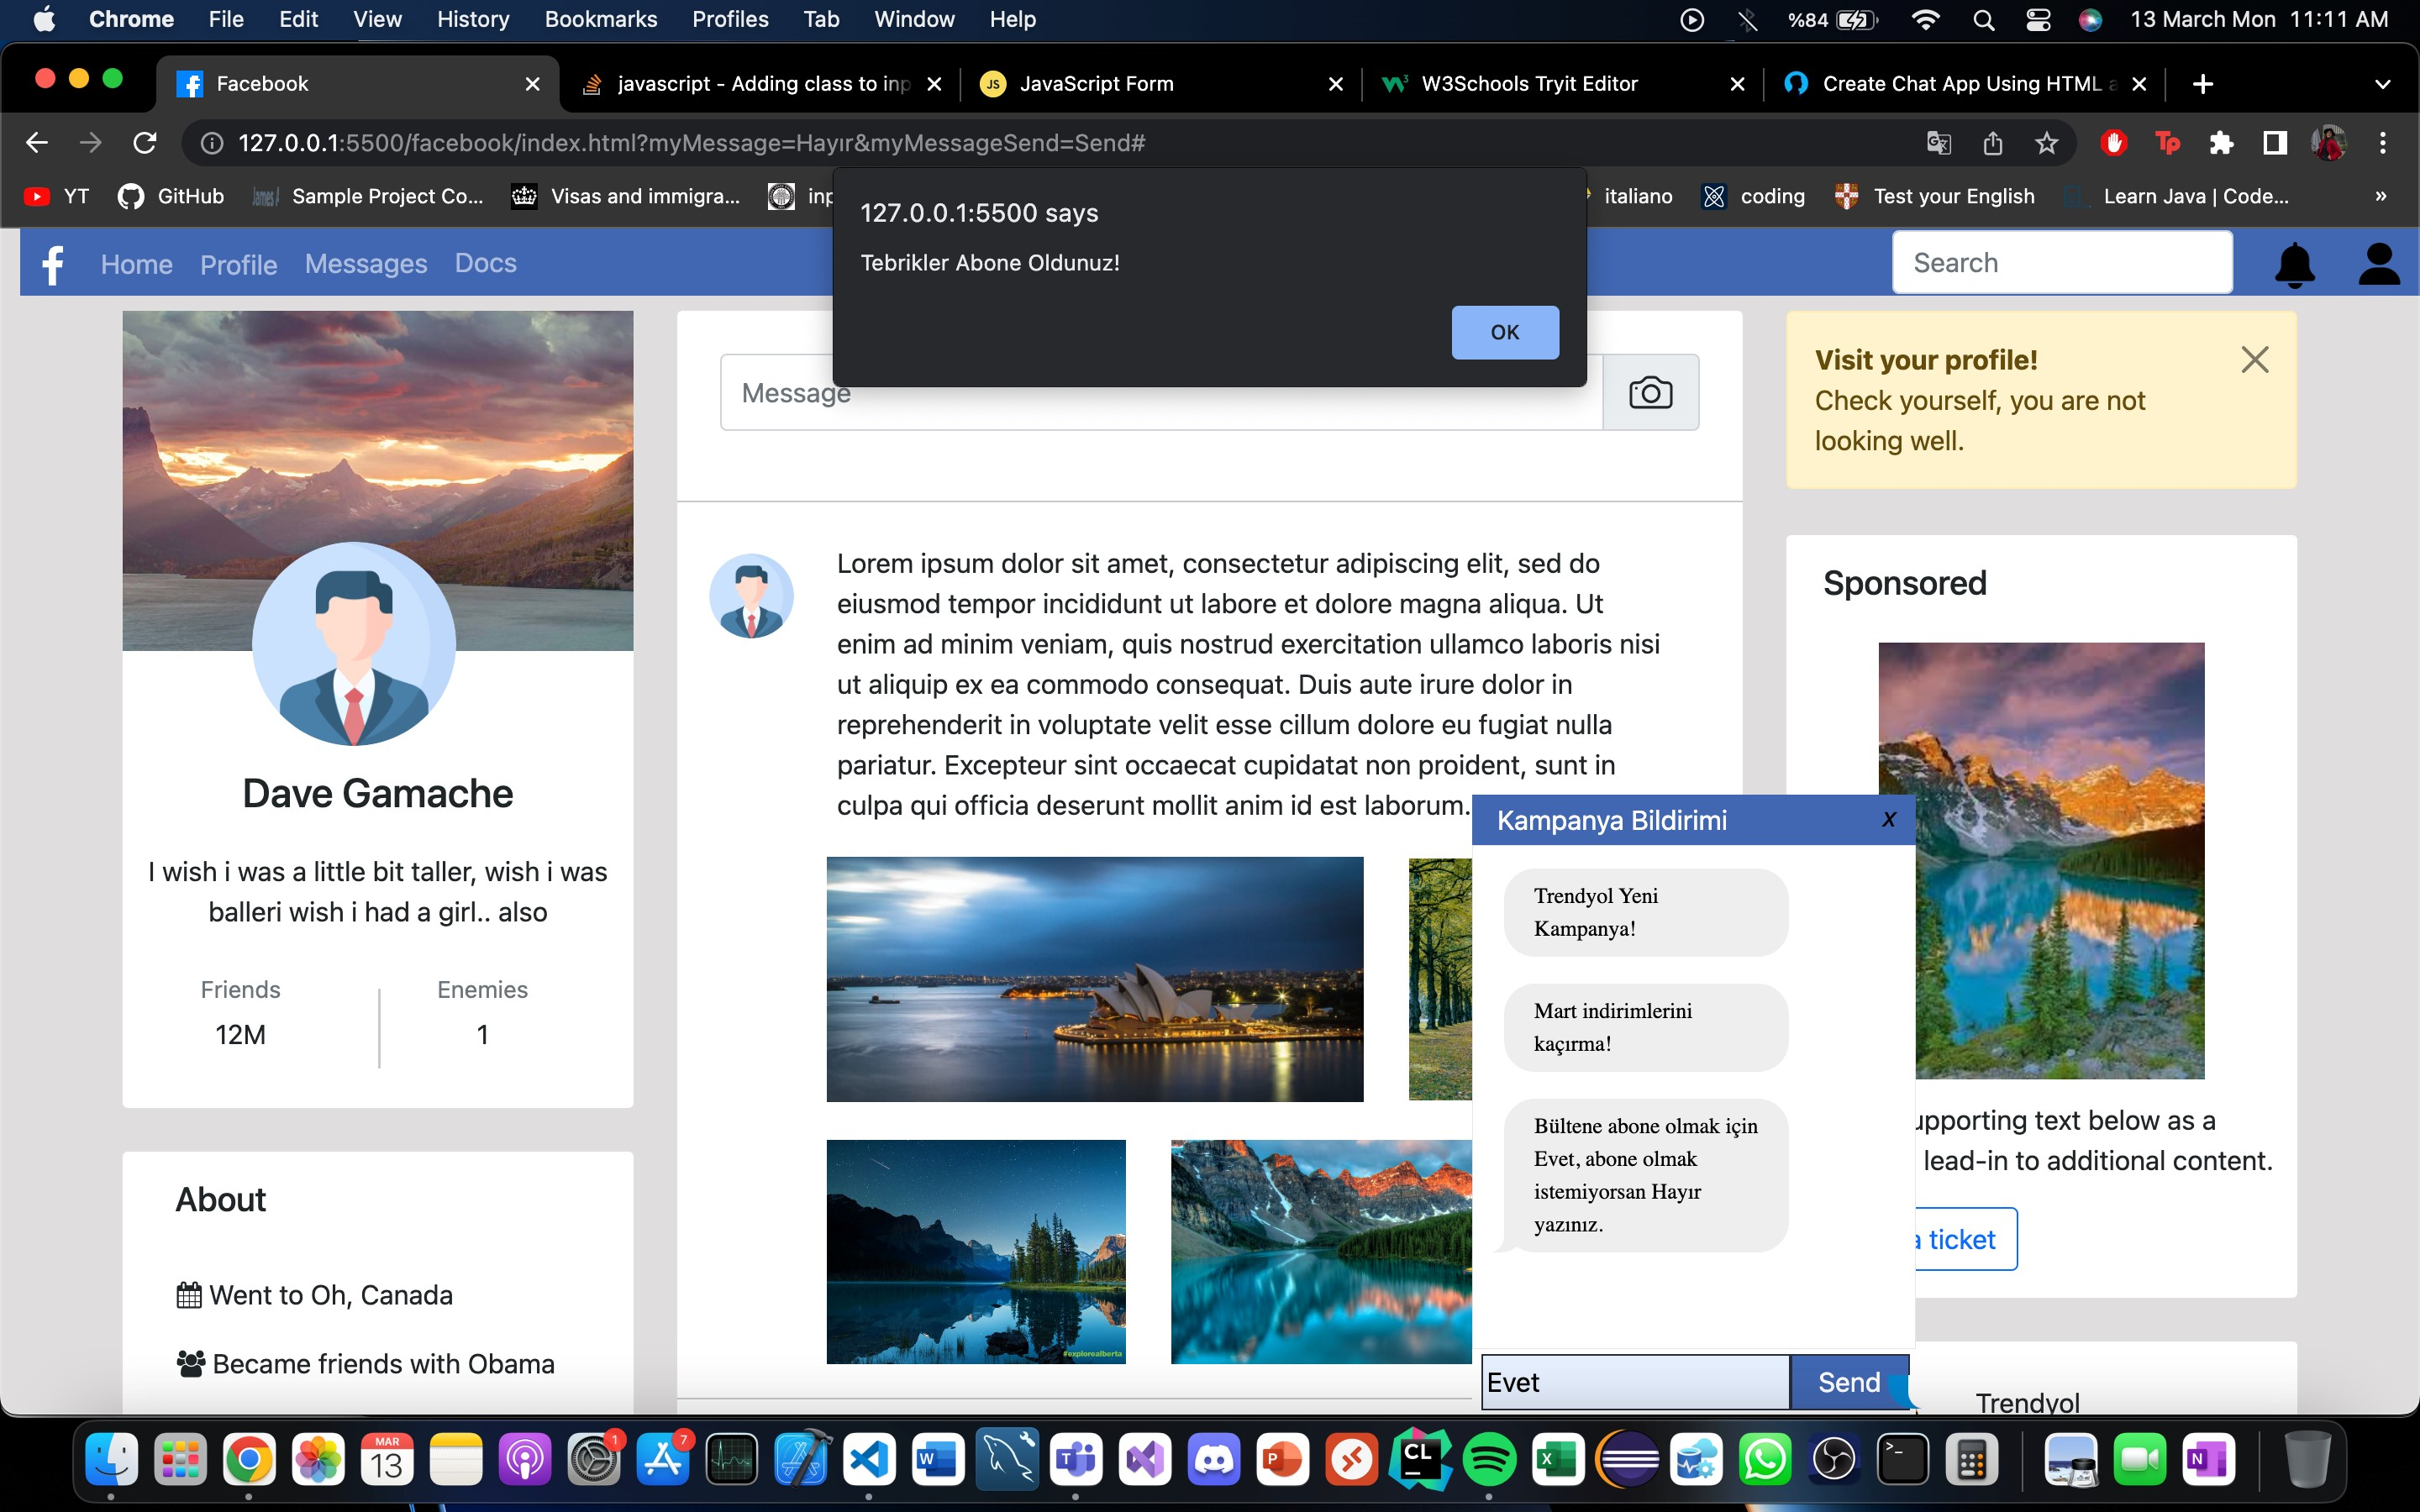 Chrome File Edit View History Bookmarks Profiles Tab Window Help
%84 13 March Mon 11:11 AM
Facebook
javascript - Adding class to inp
JS JavaScript Form
W3Schools Tryit Editor
Create Chat App Using HTML a
127.0.0.1:5500/facebook/index.html?myMessage=Hayır&myMessageSend=Send#
Tp
YT GitHub Sample Project Co... Visas and immigra... inp italiano coding Test your English Learn Java | Code... »
127.0.0.1:5500 says
Tebrikler Abone Oldunuz!
OK
Home Profile Messages Docs
Search
Dave Gamache
I wish i was a little bit taller, wish i was
balleri wish i had a girl.. also
Friends Enemies
12M 1
About
Went to Oh, Canada
Became friends with Obama
Message
Lorem ipsum dolor sit amet, consectetur adipiscing elit, sed do
eiusmod tempor incididunt ut labore et dolore magna aliqua. Ut
enim ad minim veniam, quis nostrud exercitation ullamco laboris nisi
ut aliquip ex ea commodo consequat. Duis aute irure dolor in
reprehenderit in voluptate velit esse cillum dolore eu fugiat nulla
pariatur. Excepteur sint occaecat cupidatat non proident, sunt in
culpa qui officia deserunt mollit anim id est laborum.
#explorealberta
Visit your profile!
Check yourself, you are not
looking well.
Sponsored
upporting text below as a
lead-in to additional content.
a ticket
Trendyol
Kampanya Bildirimi x
Trendyol Yeni
Kampanya!
Mart indirimlerini
kaçırma!
Bültene abone olmak için
Evet, abone olmak
istemiyorsan Hayır
yazınız.
Evet
Send
MAR
13
1
7
W
P
CL
X
N